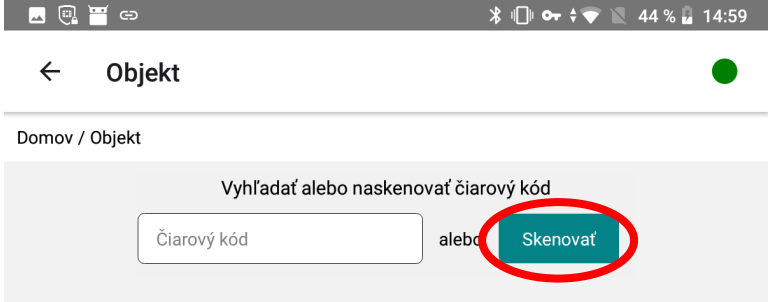 44 % 14:59
Objekt
Domov / Objekt
Vyhľadať alebo naskenovať čiarový kód
Čiarový kód alebo Skenovať